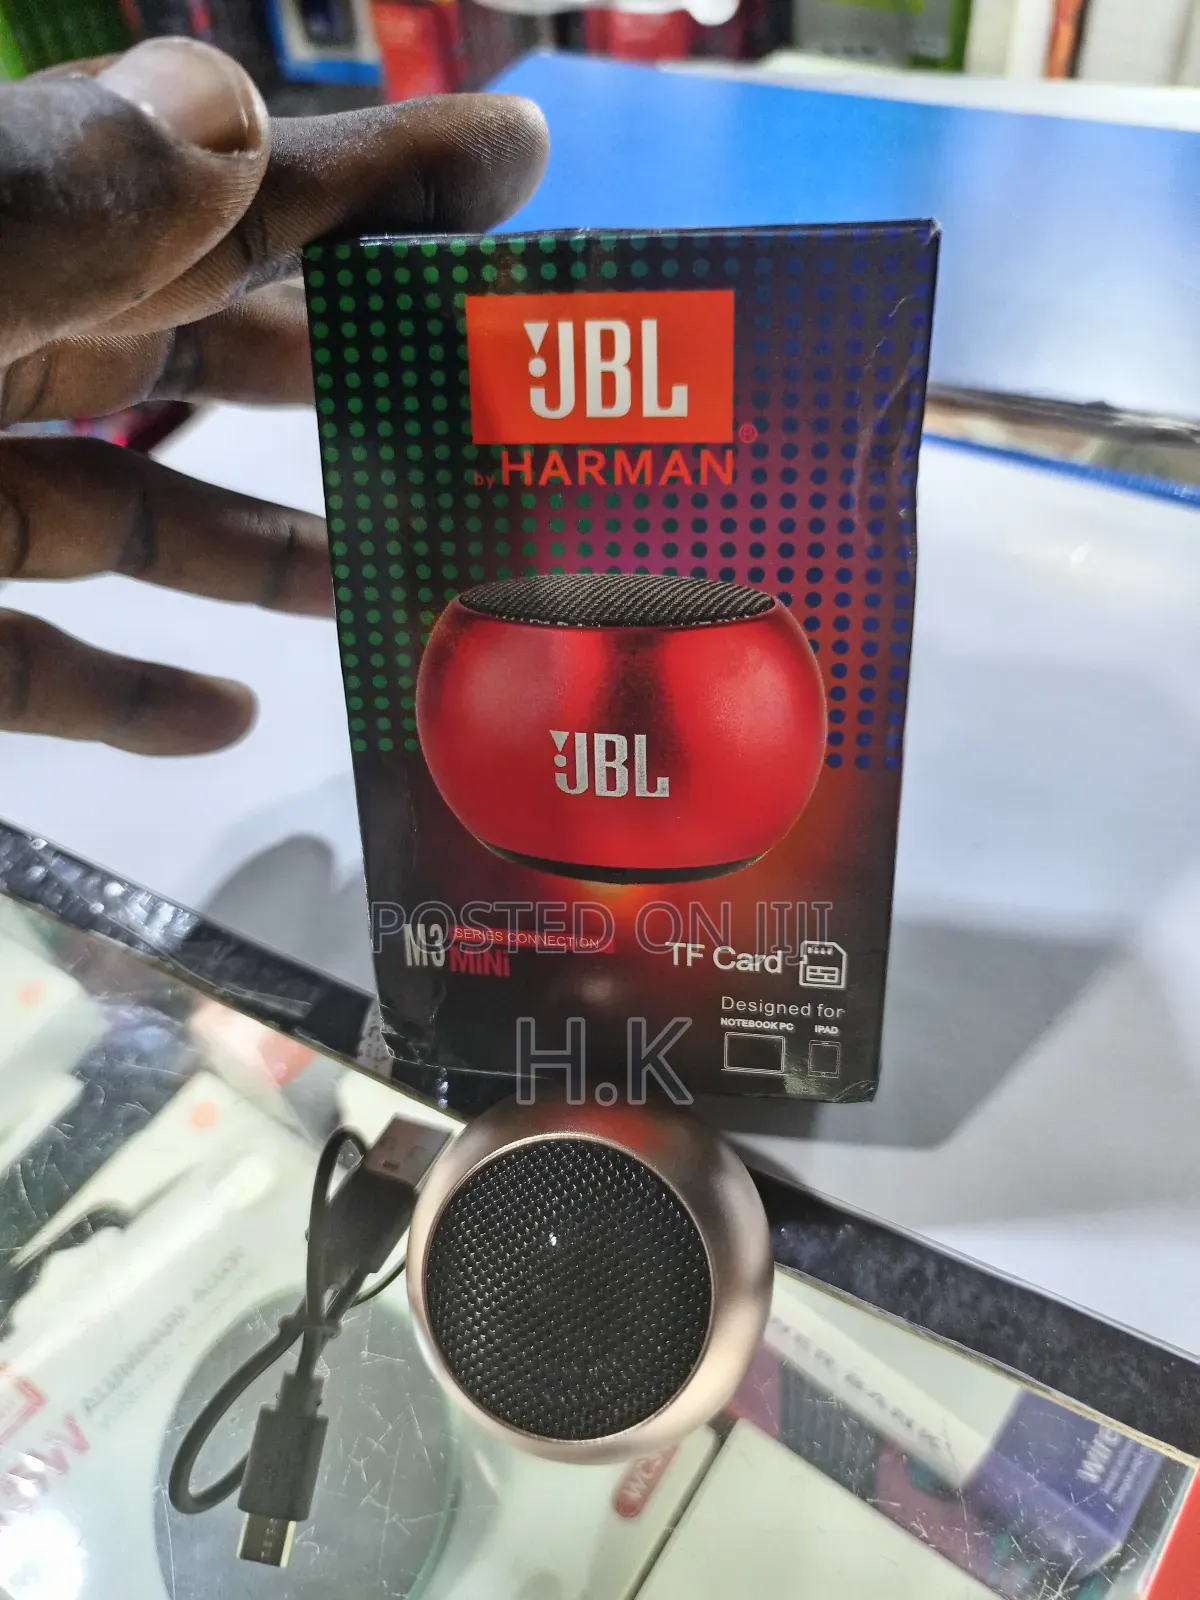 JBL
®
by HARMAN
JBL
M3 SERIES CONNECTION
MINi
TF Card
Designed for
NOTEBOOK PC IPAD
POSTED ON JIJI
H.K